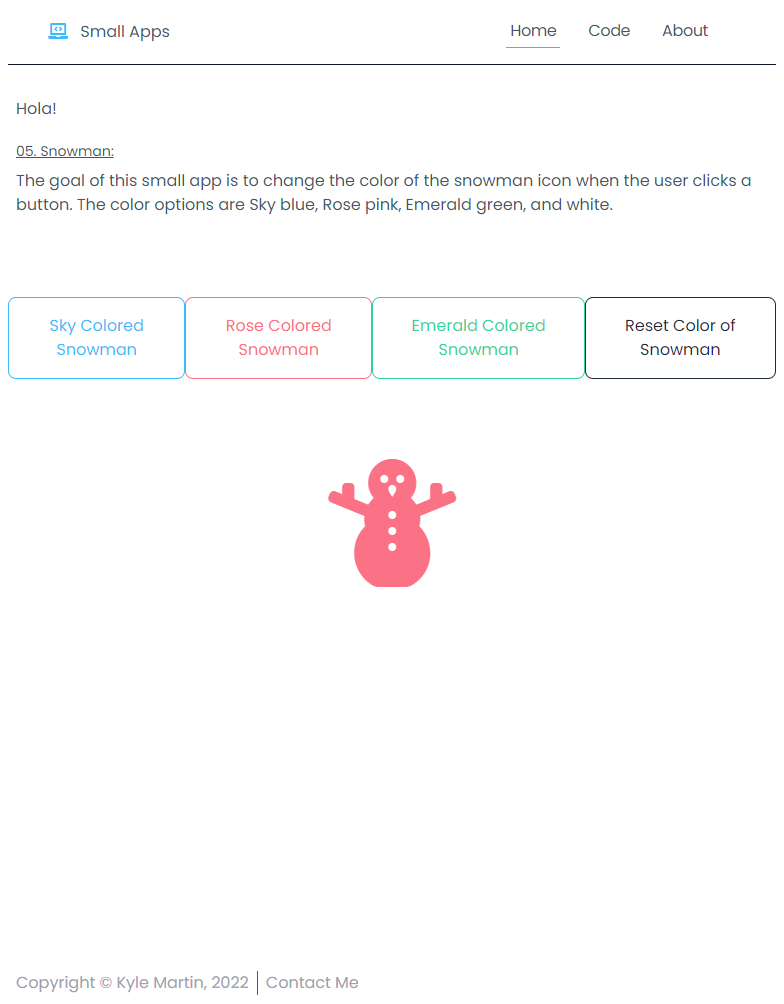 Small Apps
Home
Code
About
Hola!
05. Snowman:
The goal of this small app is to change the color of the snowman icon when the user clicks a
button. The color options are Sky blue, Rose pink, Emerald green, and white.
Sky Colored
Snowman
Rose Colored
Snowman
Emerald Colored
Snowman
Reset Color of
Snowman
Copyright © Kyle Martin, 2022
Contact Me